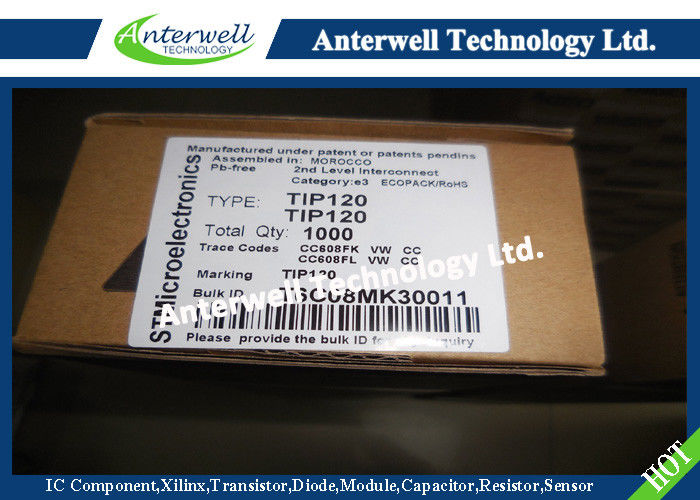 Anterwell
TECHNOLOGY
Anterwell Technology Ltd.
STMicroelectronics
Manufactured under patent or patents pendins
Assembled in: MOROCCO
Pb-free 2nd Level Interconnect
Category:e3 ECOPACK/RoHS
TYPE: TIP120
TIP120
Total Qty: 1000
Trace Codes CC608FK VW CC
CC608FL VW CC
Marking TIP120
Bulk ID
Anterwell Technology Ltd.
Please provide the bulk ID
IC Component,Xilinx,Transistor,Diode,Module,Capacitor,Resistor,Sensor
HOT